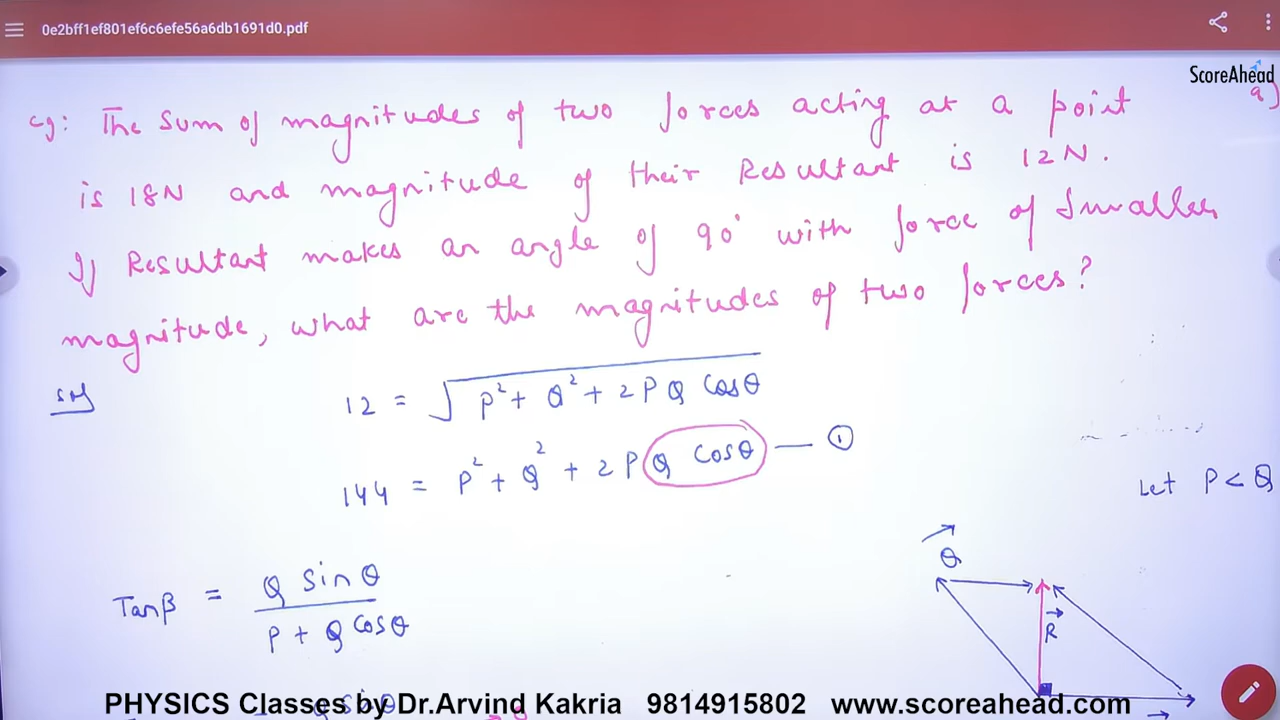 0e2bff1ef801ef6c6efe56a6db1691d0.pdf
ScoreAhead
eg: The Sum of magnitudes of two forces acting at a point
is 18N and magnitude of their Resultant is 12N.
If Resultant makes an angle of 90° with force of Smaller
magnitude, what are the magnitudes of two forces?
Sol
12 = √P² + Q² + 2PQ Cosθ
144 = P² + Q² + 2PQ Cosθ — ①
Let P < Q
Tanβ = Q Sinθ / P + Q Cosθ
Q
R
PHYSICS Classes by Dr.Arvind Kakria 9814915802 www.scoreahead.com